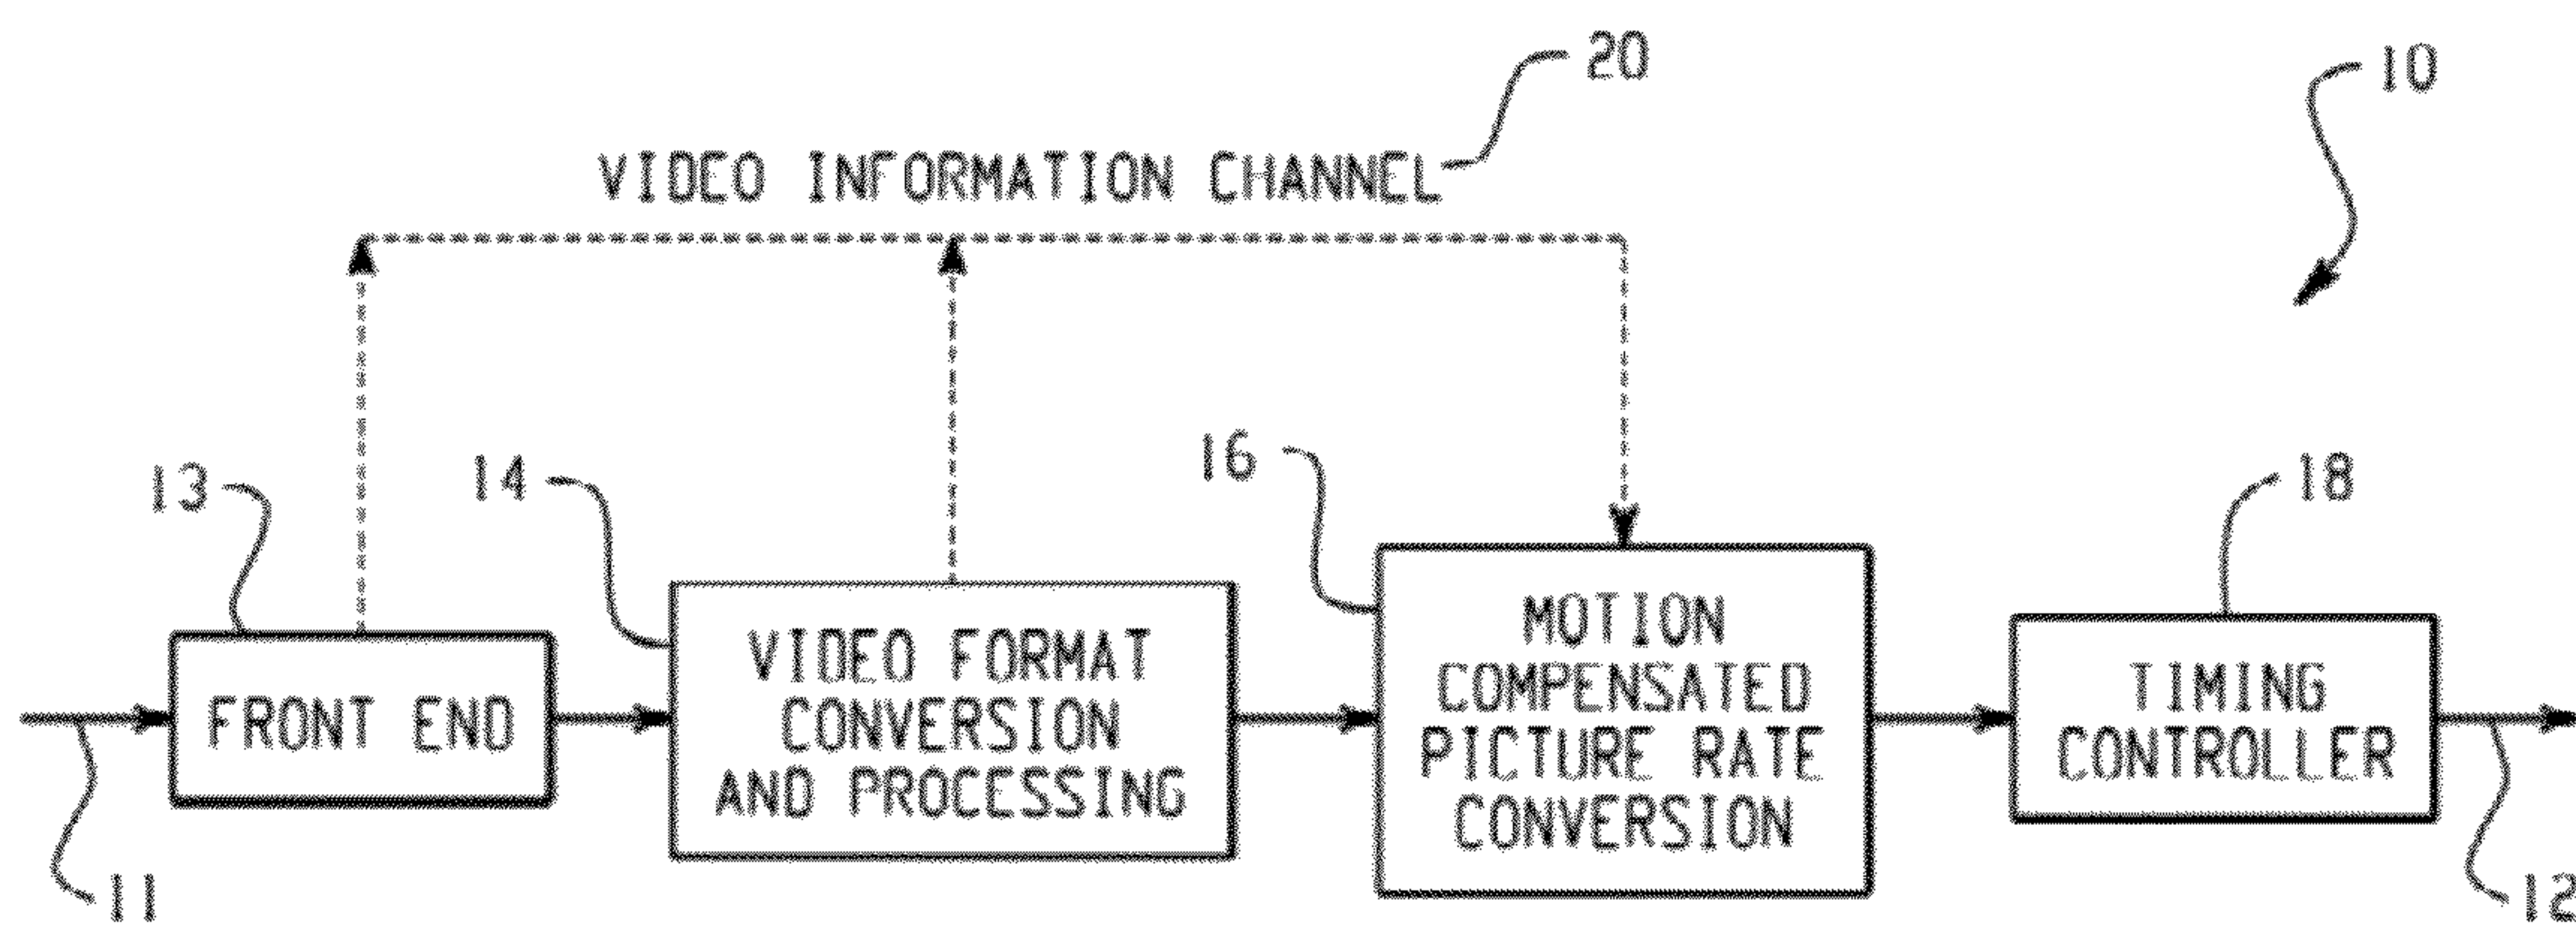 20
10
VIDEO INFORMATION CHANNEL
13
14
16
18
FRONT END
VIDEO FORMAT
CONVERSION
AND PROCESSING
MOTION
COMPENSATED
PICTURE RATE
CONVERSION
TIMING
CONTROLLER
11
12